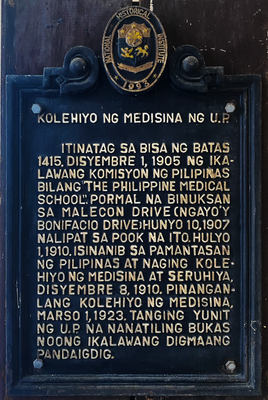 NATIONAL HISTORICAL INSTITUTE
1995
KOLEHIYO NG MEDISINA NG U.P.
ITINATAG SA BISA NG BATAS
1415, DISYEMBRE 1, 1905 NG IKA-
LAWANG KOMISYON NG PILIPINAS
BILANG "THE PHILIPPINE MEDICAL
SCHOOL". PORMAL NA BINUKSAN
SA MALECON DRIVE (NGAYO'Y
BONIFACIO DRIVE) HUNYO 10, 1907
NALIPAT SA POOK NA ITO. HULYO
1, 1910. ISINANIB SA PAMANTASAN
NG PILIPINAS AT NAGING KOLE-
HIYO NG MEDISINA AT SERUHIYA,
DISYEMBRE 8, 1910. PINANGAN-
LANG KOLEHIYO NG MEDISINA,
MARSO 1, 1923. TANGING YUNIT
NG U.P. NA NANATILING BUKAS
NOONG IKALAWANG DIGMAANG
PANDAIGDIG.